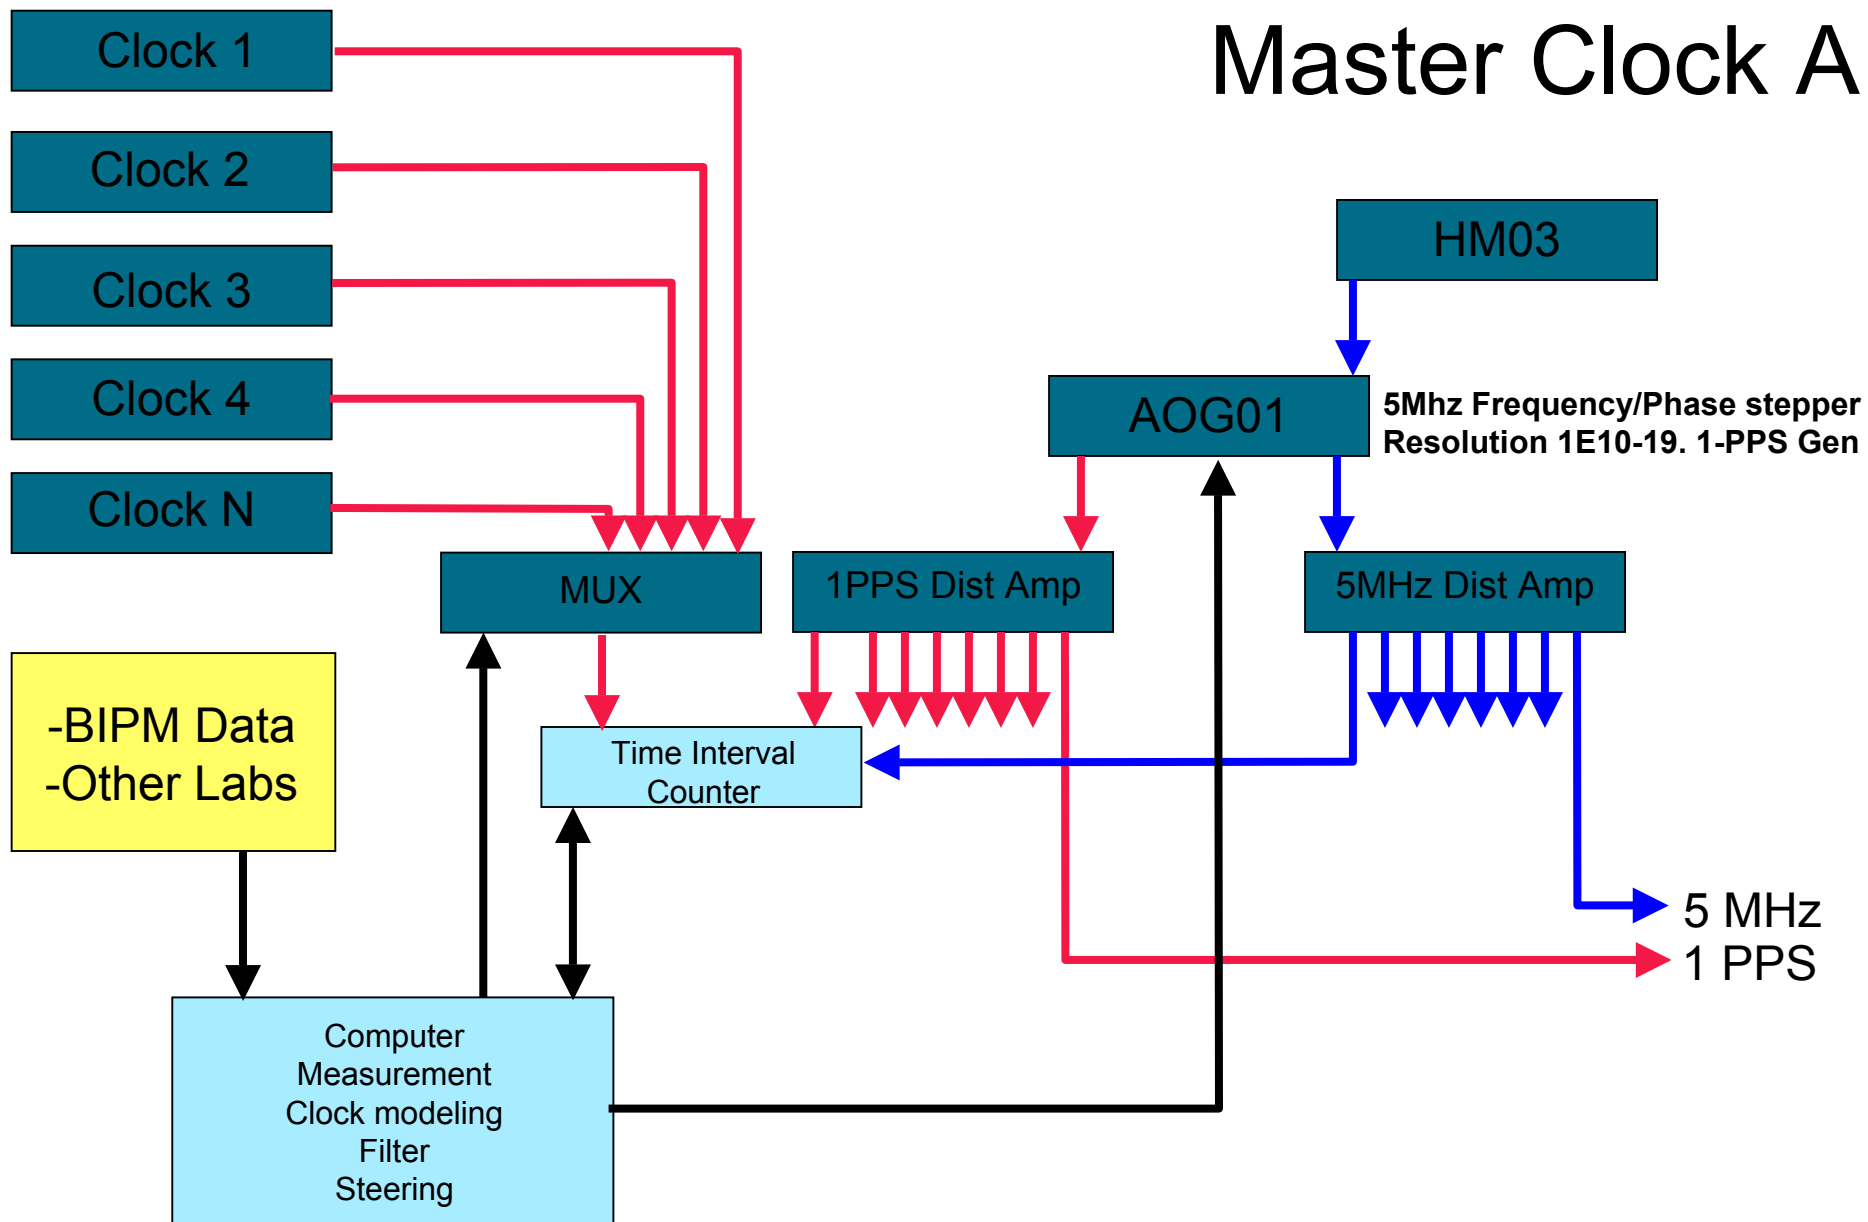 Master Clock A
Clock 1
Clock 2
Clock 3
Clock 4
Clock N
HM03
AOG01
5Mhz Frequency/Phase stepper
Resolution 1E10-19. 1-PPS Gen
MUX
1PPS Dist Amp
5MHz Dist Amp
-BIPM Data
-Other Labs
Time Interval
Counter
5 MHz
1 PPS
Computer
Measurement
Clock modeling
Filter
Steering